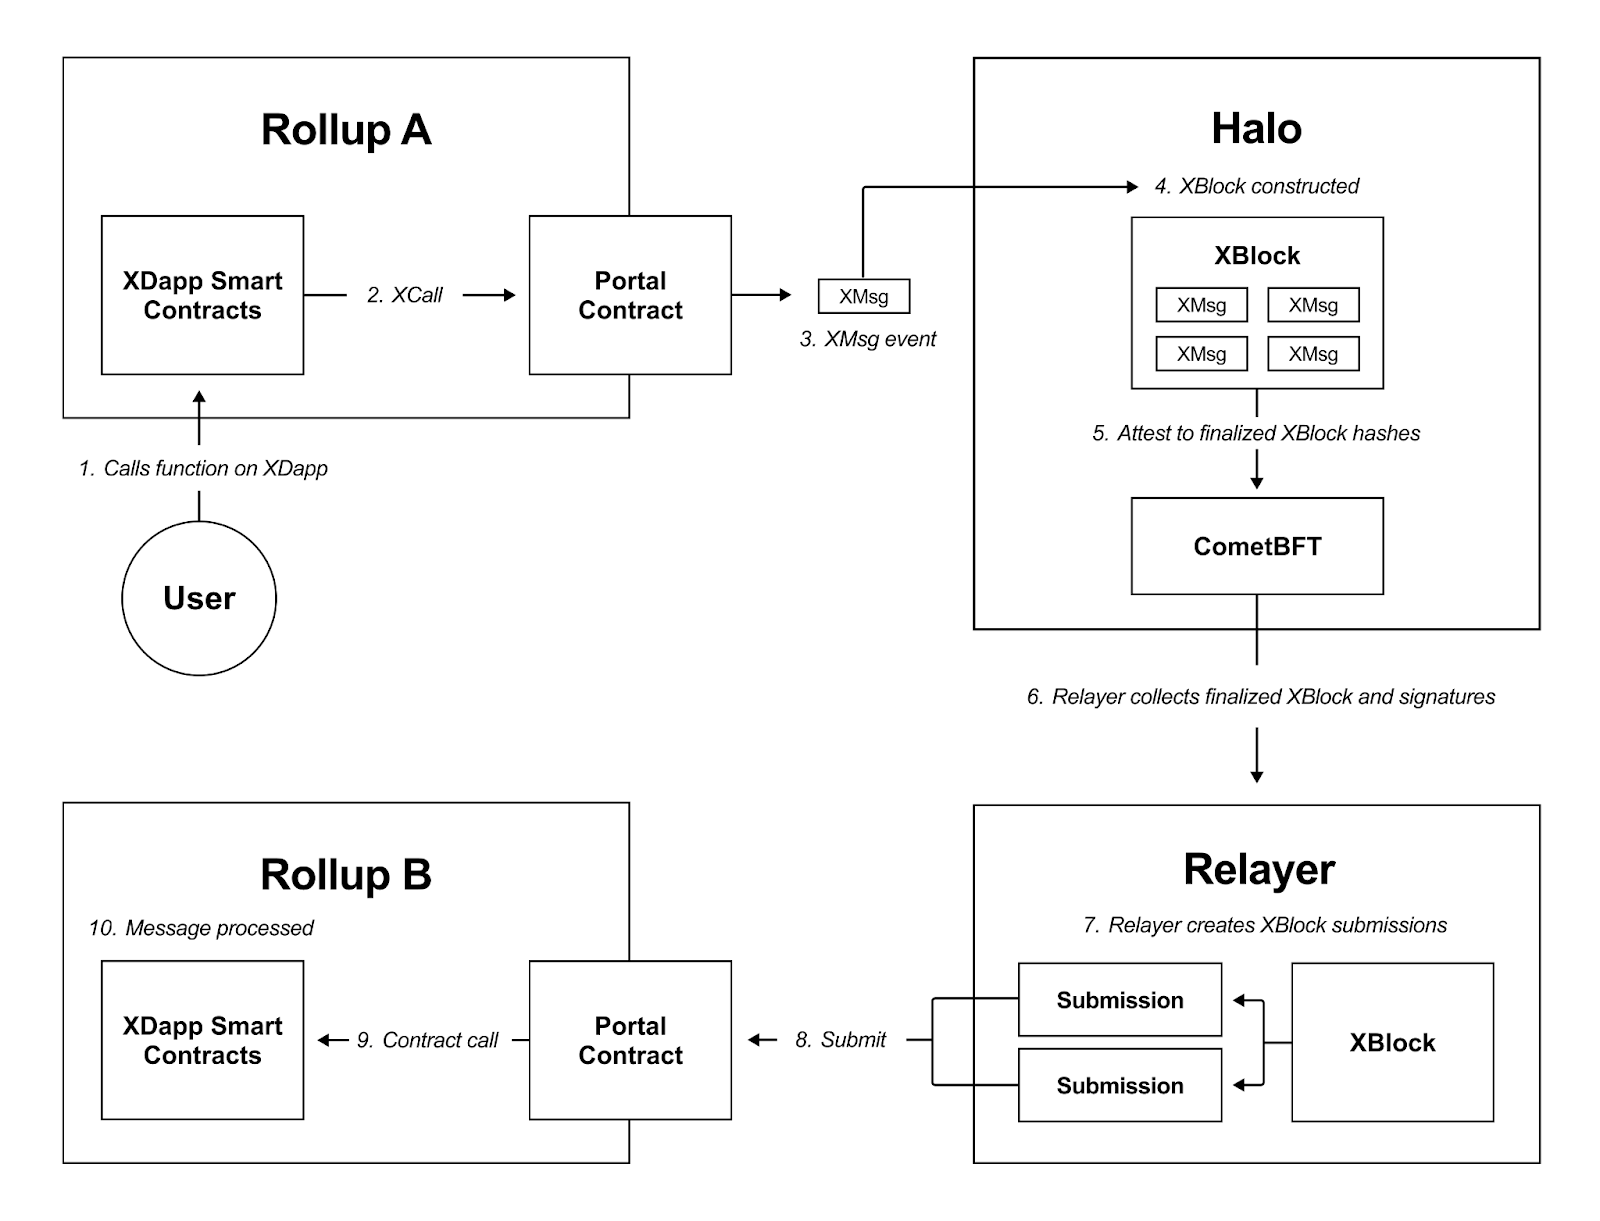 Rollup A
XDapp Smart
Contracts
2. XCall
Portal
Contract
XMsg
3. XMsg event
1. Calls function on XDapp
User
Halo
4. XBlock constructed
XBlock
XMsg
XMsg
XMsg
XMsg
5. Attest to finalized XBlock hashes
CometBFT
6. Relayer collects finalized XBlock and signatures
Relayer
7. Relayer creates XBlock submissions
Submission
Submission
XBlock
8. Submit
Rollup B
10. Message processed
XDapp Smart
Contracts
9. Contract call
Portal
Contract